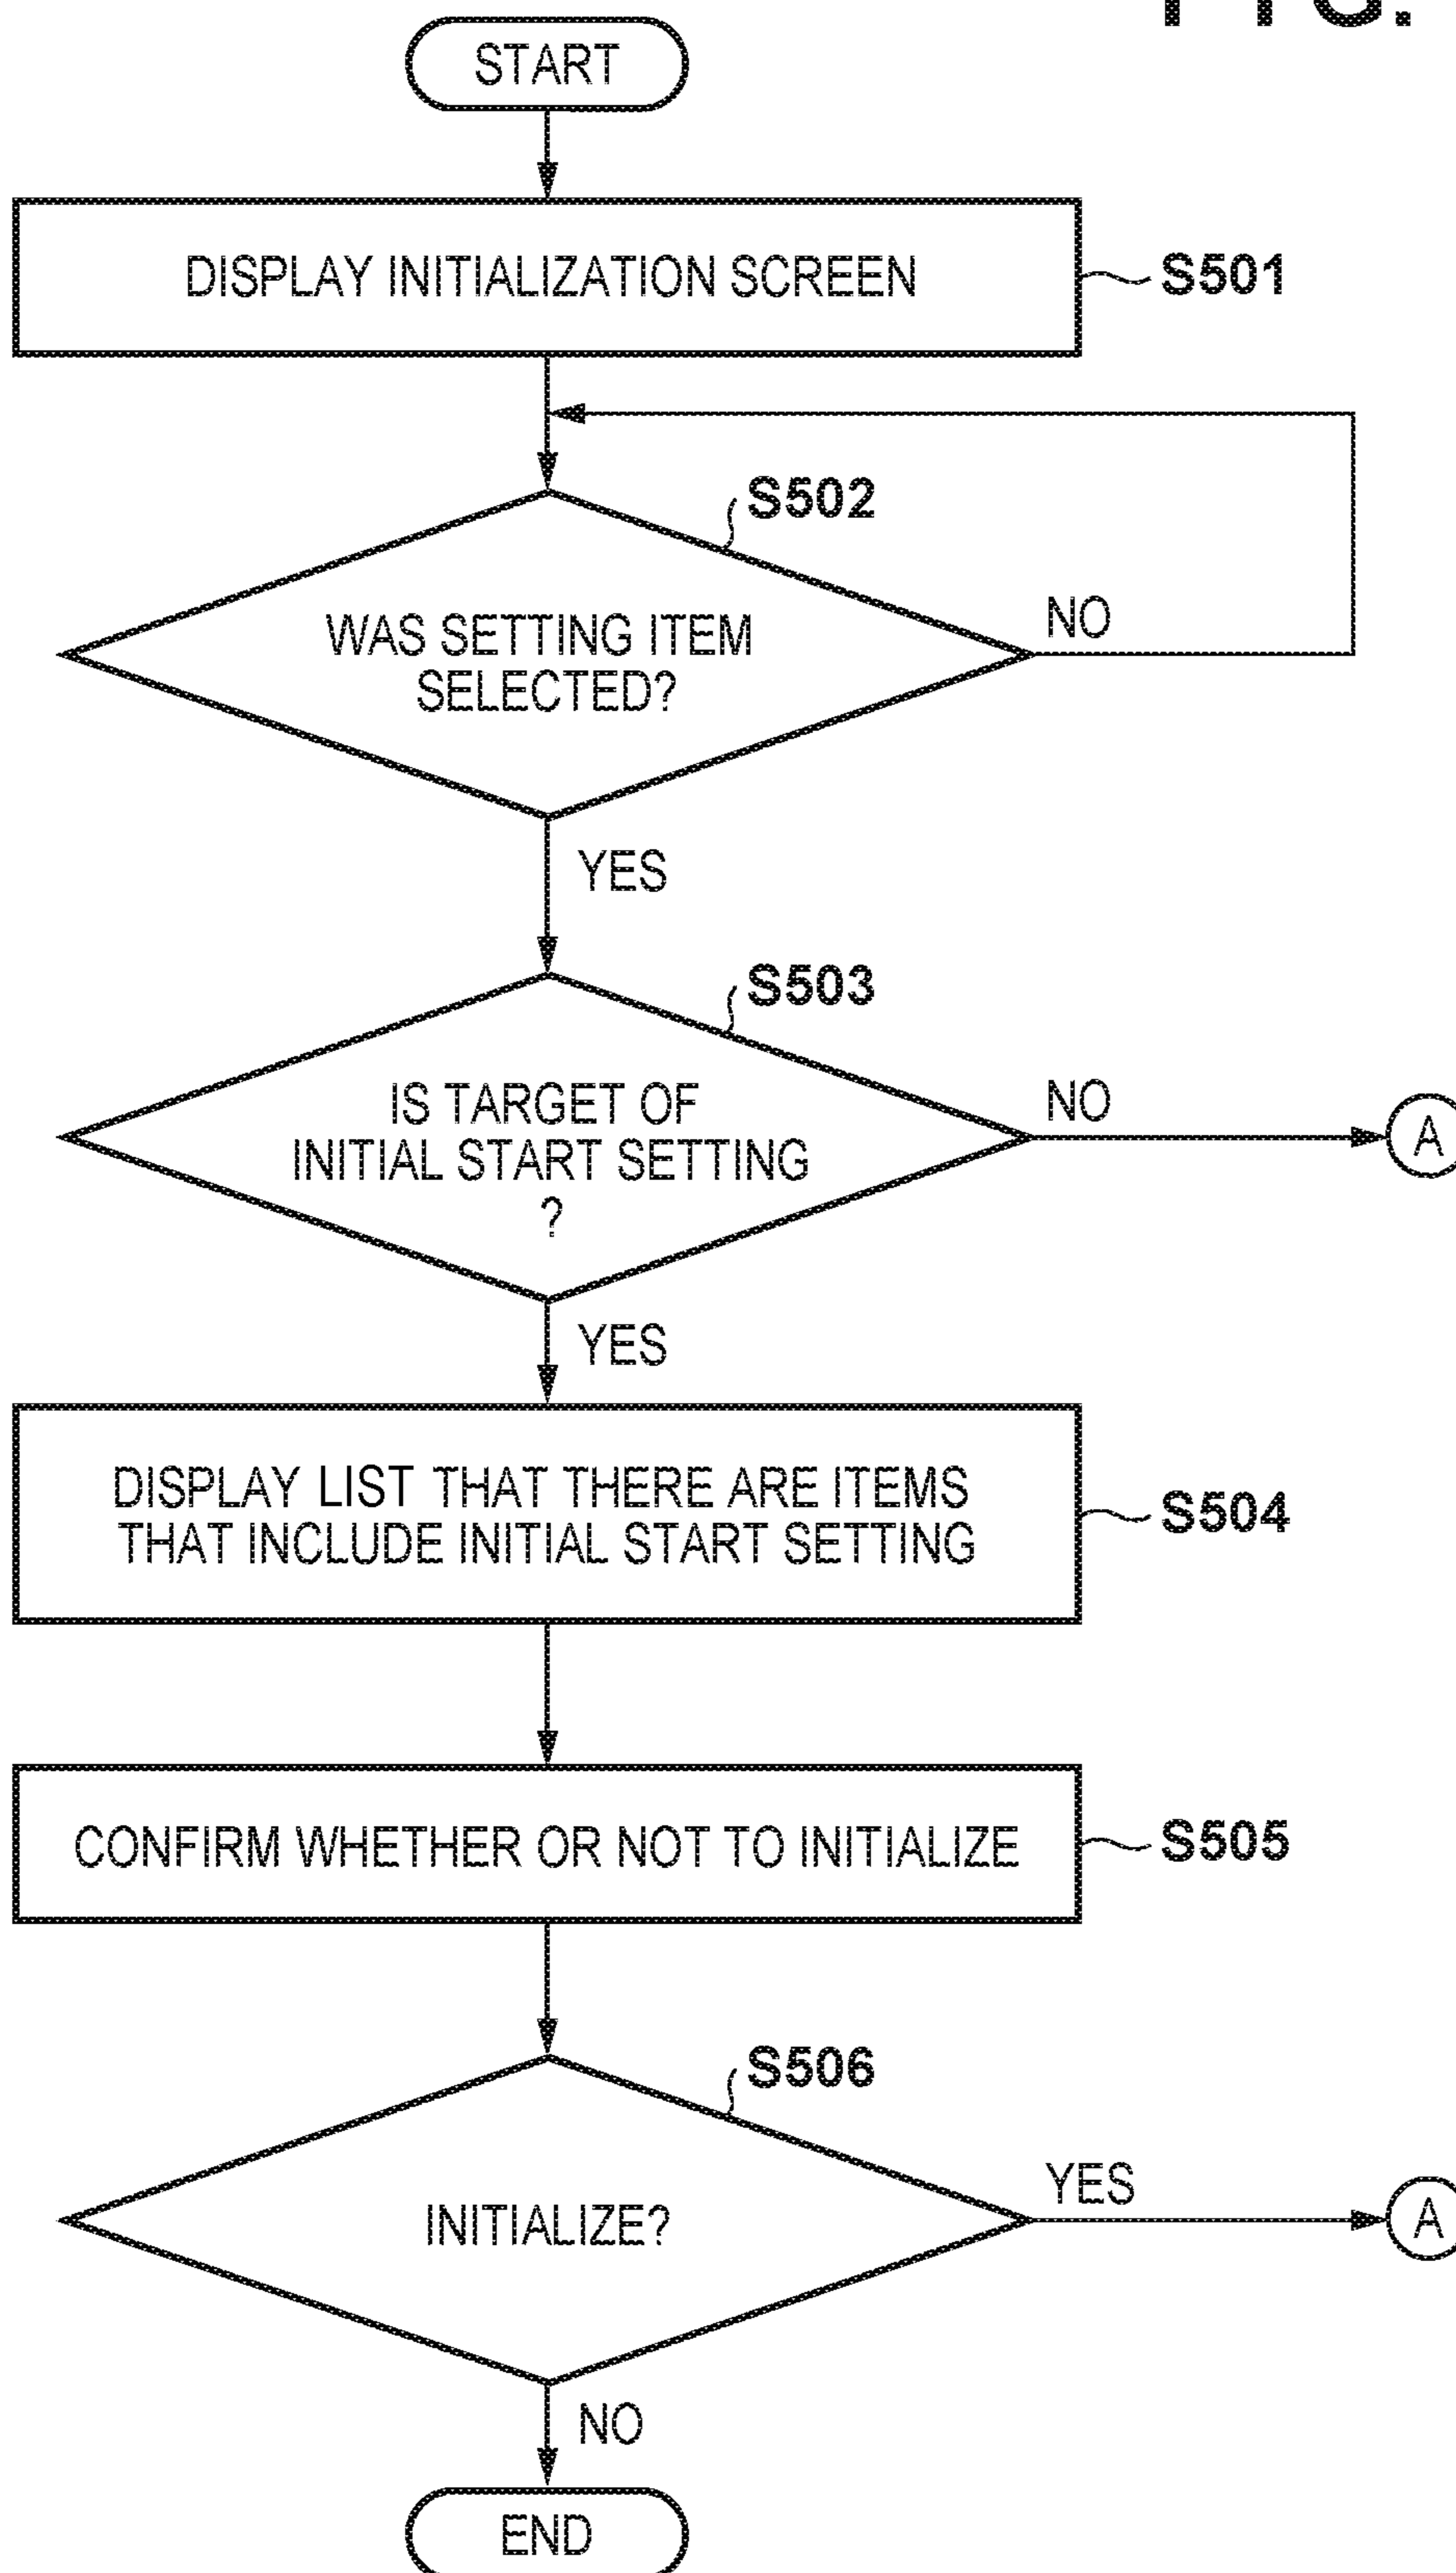 FIG.
START
DISPLAY INITIALIZATION SCREEN
S501
S502
WAS SETTING ITEM
SELECTED?
NO
YES
S503
IS TARGET OF
INITIAL START SETTING
?
NO
A
YES
DISPLAY LIST THAT THERE ARE ITEMS
THAT INCLUDE INITIAL START SETTING
S504
CONFIRM WHETHER OR NOT TO INITIALIZE
S505
S506
INITIALIZE?
YES
A
NO
END